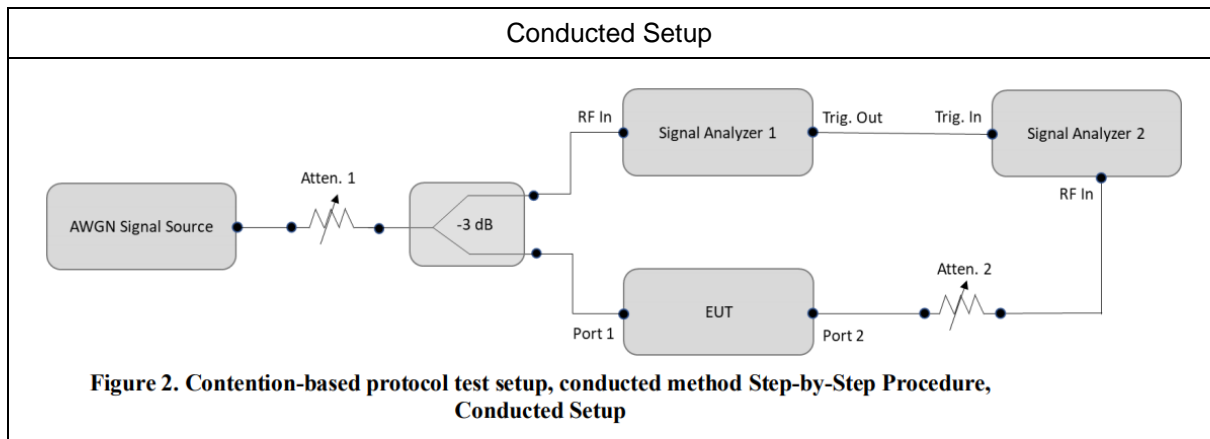 Conducted Setup
RF In
Signal Analyzer 1
Trig. Out
Trig. In
Signal Analyzer 2
RF In
Atten. 1
AWGN Signal Source
-3 dB
Atten. 2
EUT
Port 1
Port 2
Figure 2. Contention-based protocol test setup, conducted method Step-by-Step Procedure,
Conducted Setup